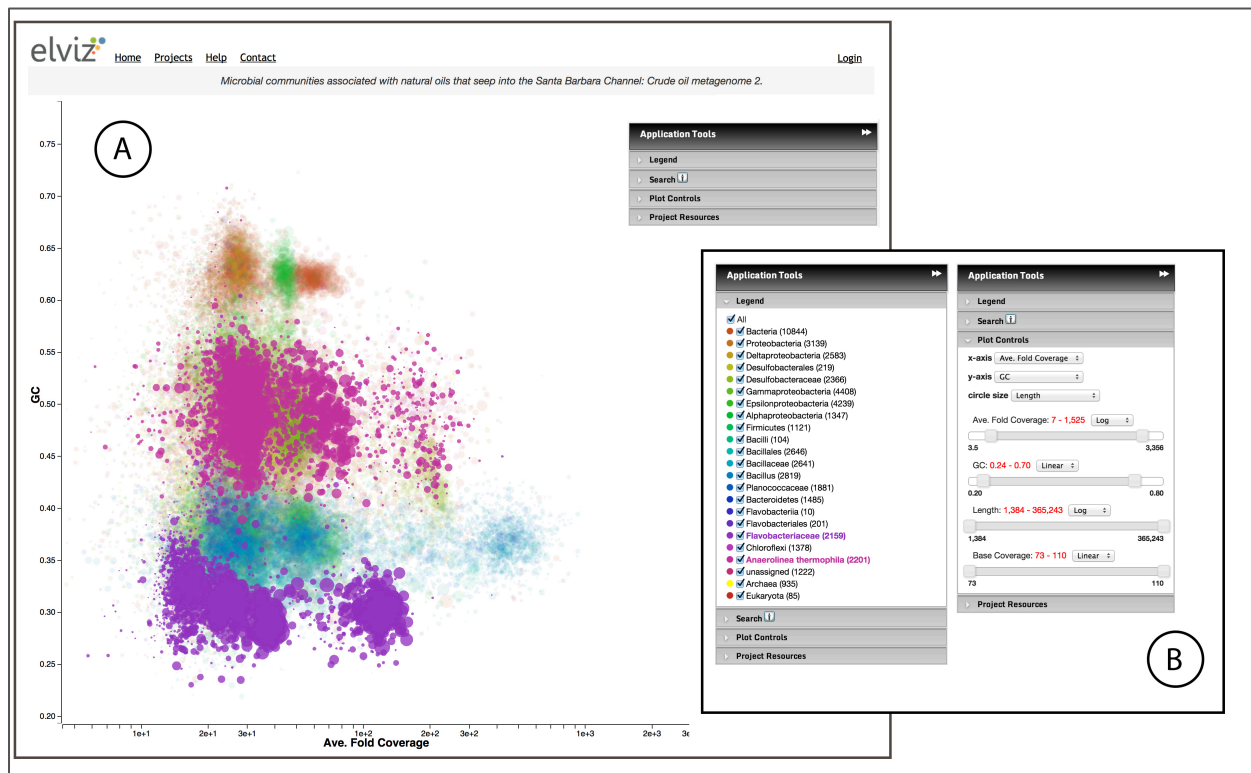 elviz Home Projects Help Contact Login
Microbial communities associated with natural oils that seep into the Santa Barbara Channel: Crude oil metagenome 2.
A
Application Tools
Legend
Search i
Plot Controls
Project Resources
0.75
0.70
0.65
0.60
0.55
0.50
0.45
0.40
0.35
0.30
0.25
0.20
GC
1e+1 2e+1 3e+1 1e+2 2e+2 3e+2 1e+3 2e+3 3e
Ave. Fold Coverage
Application Tools
Legend
All
Bacteria (10844)
Proteobacteria (3139)
Deltaproteobacteria (2583)
Desulfobacterales (219)
Desulfobacteraceae (2366)
Gammaproteobacteria (4408)
Epsilonproteobacteria (4239)
Alphaproteobacteria (1347)
Firmicutes (1121)
Bacilli (104)
Bacillales (2646)
Bacillaceae (2641)
Bacillus (2819)
Planococcaceae (1881)
Bacteroidetes (1485)
Flavobacteriia (10)
Flavobacteriales (201)
Flavobacteriaceae (2159)
Chloroflexi (1378)
Anaerolinea thermophila (2201)
unassigned (1222)
Archaea (935)
Eukaryota (85)
Search i
Plot Controls
Project Resources
Application Tools
Legend
Search i
Plot Controls
x-axis Ave. Fold Coverage
y-axis GC
circle size Length
Ave. Fold Coverage: 7 - 1,525 Log
3.5 3,356
GC: 0.24 - 0.70 Linear
0.20 0.80
Length: 1,384 - 365,243 Log
1,384 365,243
Base Coverage: 73 - 110 Linear
73 110
Project Resources
B